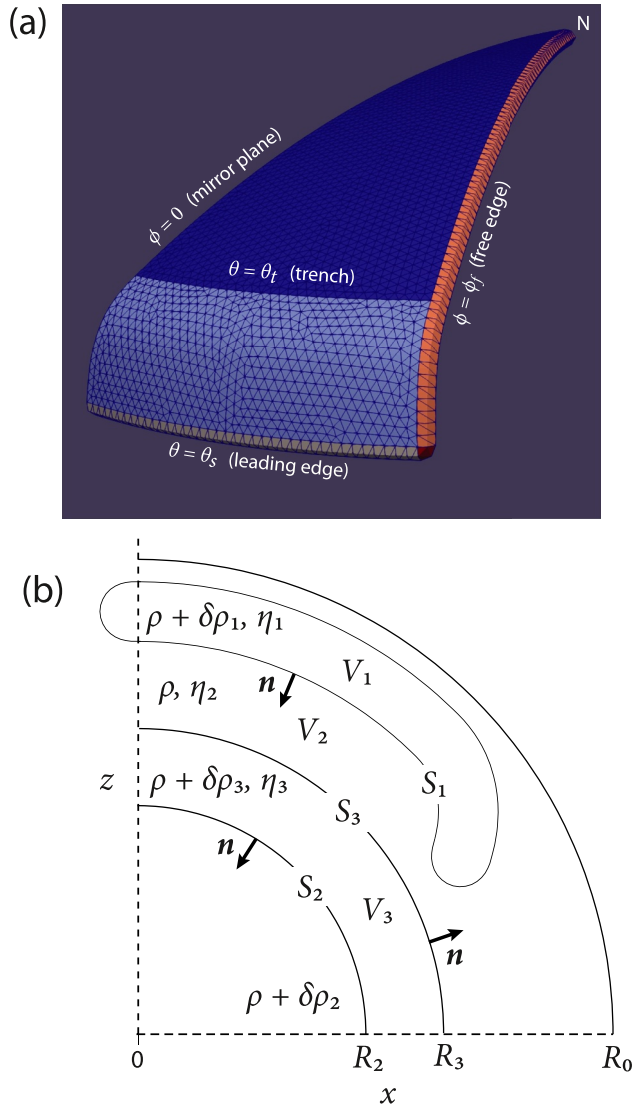 (a)
N
ϕ = 0 (mirror plane)
θ = θₜ (trench)
ϕ = ϕ_f (free edge)
θ = θₛ (leading edge)
(b)
ρ + δρ₁, η₁
V₁
n
ρ, η₂
V₂
z
ρ + δρ₃, η₃
S₁
S₃
n
S₂
V₃
n
ρ + δρ₂
0
R₂
R₃
R₀
x